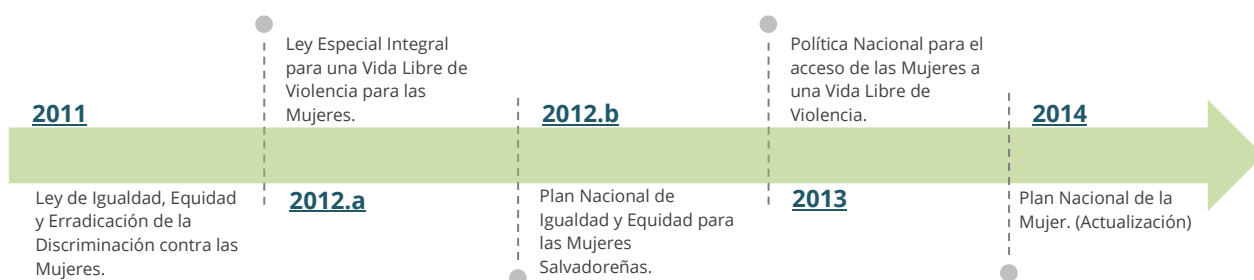 2011
Ley de Igualdad, Equidad
y Erradicación de la
Discriminación contra las
Mujeres.
Ley Especial Integral
para una Vida Libre de
Violencia para las
Mujeres.
2012.a
2012.b
Plan Nacional de
Igualdad y Equidad para
las Mujeres
Salvadoreñas.
Política Nacional para el
acceso de las Mujeres a
una Vida Libre de
Violencia.
2013
2014
Plan Nacional de la
Mujer. (Actualización)